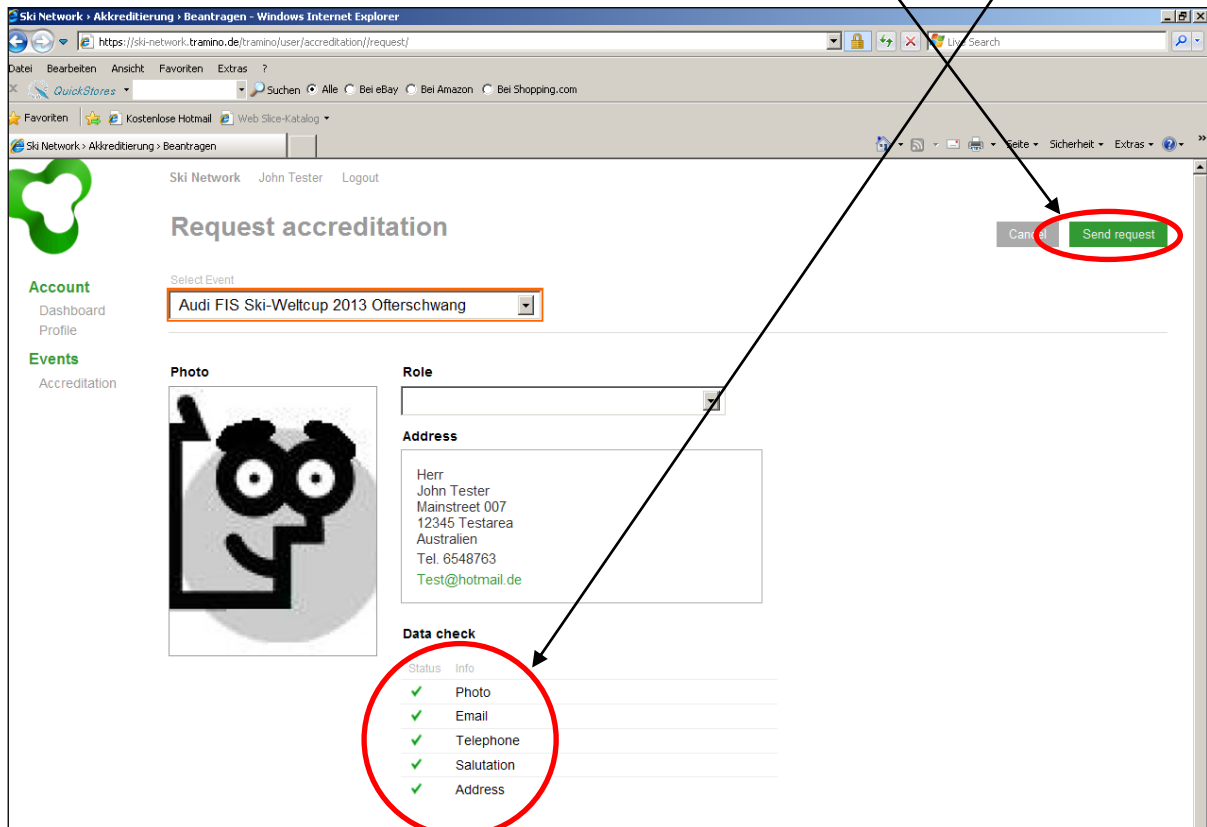 Ski Network › Akkreditierung › Beantragen - Windows Internet Explorer
https://ski-network.tramino.de/tramino/user/accreditation//request/
Live Search
Datei Bearbeiten Ansicht Favoriten Extras ?
QuickStores Suchen Alle Bei eBay Bei Amazon Bei Shopping.com
Favoriten Kostenlose Hotmail Web Slice-Katalog
Ski Network › Akkreditierung › Beantragen
Seite Sicherheit Extras
Ski Network John Tester Logout
Request accreditation
Cancel Send request
Account
Dashboard
Profile
Events
Accreditation
Select Event
Audi FIS Ski-Weltcup 2013 Ofterschwang
Photo
Role
Address
Herr
John Tester
Mainstreet 007
12345 Testarea
Australien
Tel. 6548763
Test@hotmail.de
Data check
Status Info
Photo
Email
Telephone
Salutation
Address